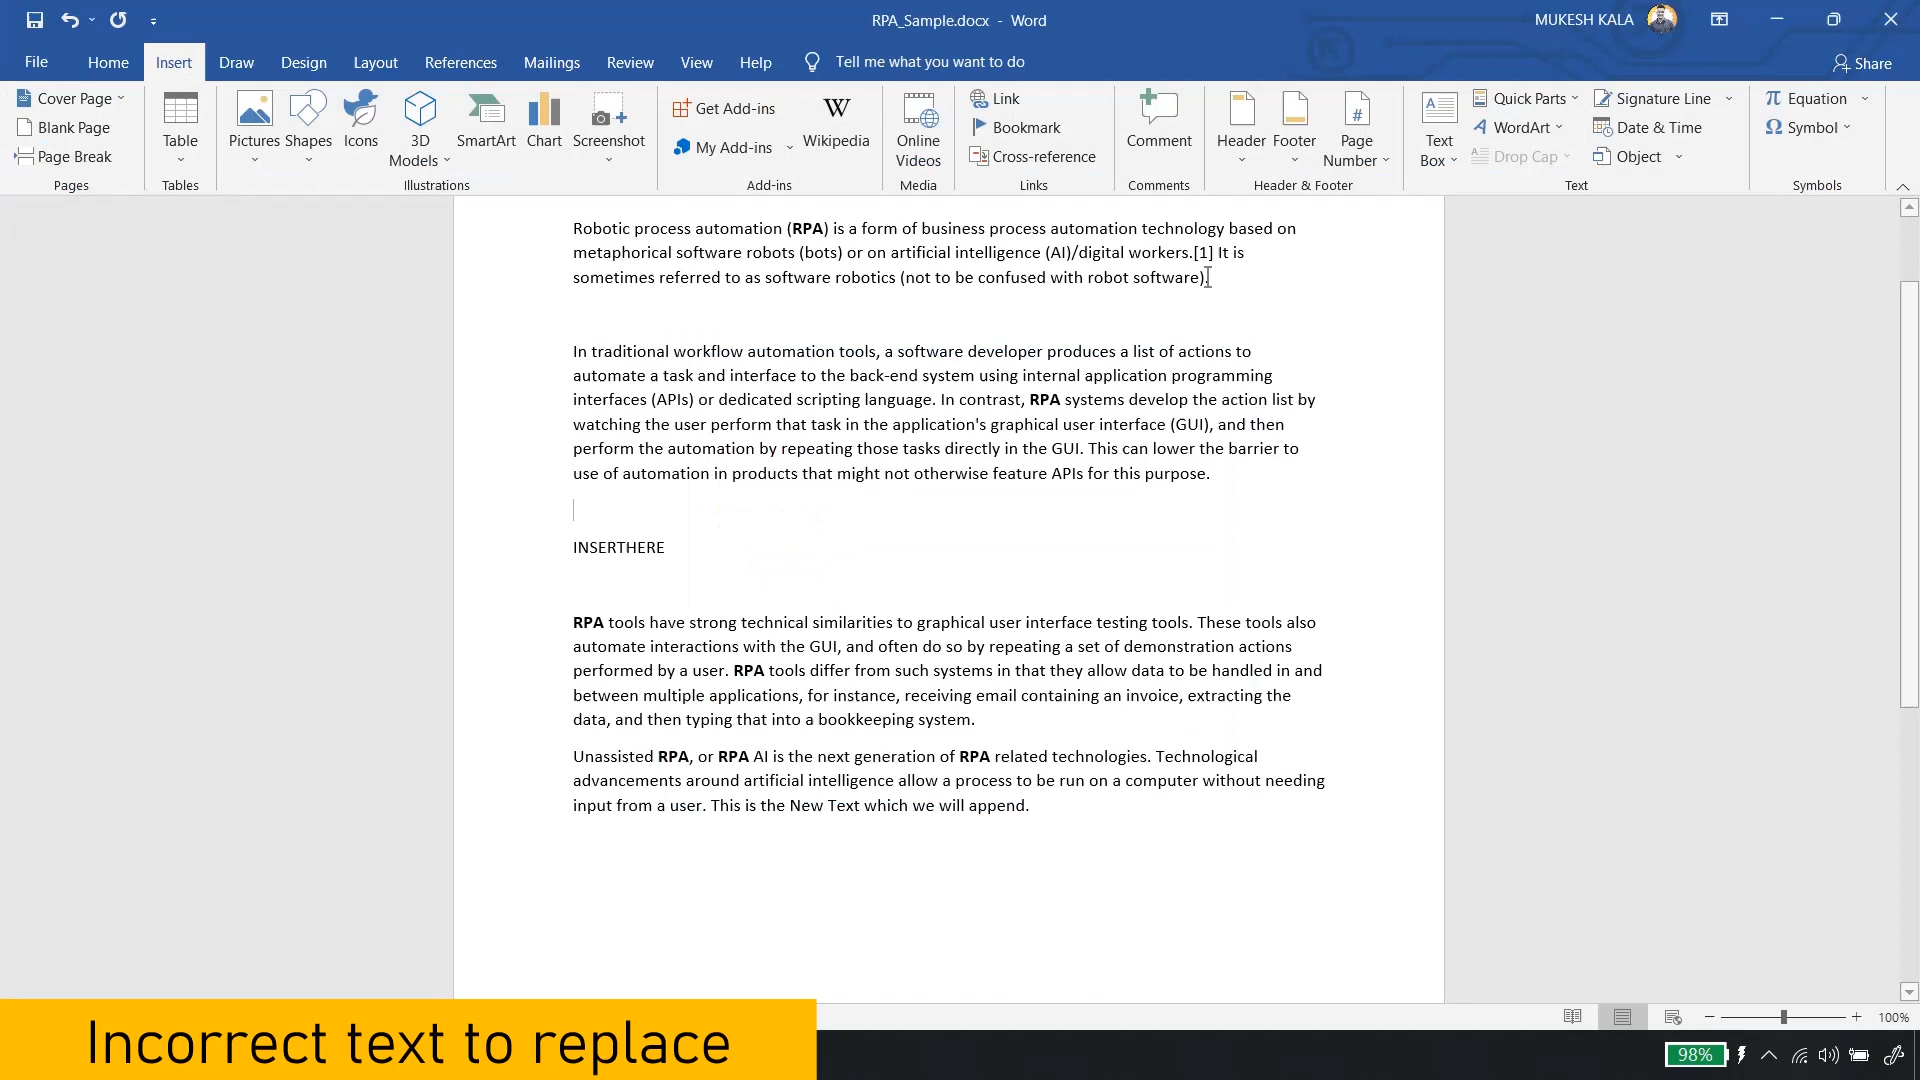 RPA_Sample.docx - Word
MUKESH KALA
File Home Insert Draw Design Layout References Mailings Review View Help Tell me what you want to do
Share
Cover Page
Blank Page
Page Break
Pages
Table
Tables
Pictures Shapes Icons 3D Models SmartArt Chart Screenshot
Illustrations
Get Add-ins
My Add-ins
W
Wikipedia
Add-ins
Online Videos
Media
Link
Bookmark
Cross-reference
Links
Comment
Comments
Header Footer Page Number
Header & Footer
Text Box
Quick Parts
WordArt
Drop Cap
Signature Line
Date & Time
Object
Text
Equation
Symbol
Symbols
Robotic process automation (RPA) is a form of business process automation technology based on
metaphorical software robots (bots) or on artificial intelligence (AI)/digital workers.[1] It is
sometimes referred to as software robotics (not to be confused with robot software).
In traditional workflow automation tools, a software developer produces a list of actions to
automate a task and interface to the back-end system using internal application programming
interfaces (APIs) or dedicated scripting language. In contrast, RPA systems develop the action list by
watching the user perform that task in the application's graphical user interface (GUI), and then
perform the automation by repeating those tasks directly in the GUI. This can lower the barrier to
use of automation in products that might not otherwise feature APIs for this purpose.
INSERTHERE
RPA tools have strong technical similarities to graphical user interface testing tools. These tools also
automate interactions with the GUI, and often do so by repeating a set of demonstration actions
performed by a user. RPA tools differ from such systems in that they allow data to be handled in and
between multiple applications, for instance, receiving email containing an invoice, extracting the
data, and then typing that into a bookkeeping system.
Unassisted RPA, or RPA AI is the next generation of RPA related technologies. Technological
advancements around artificial intelligence allow a process to be run on a computer without needing
input from a user. This is the New Text which we will append.
100%
Incorrect text to replace
98%